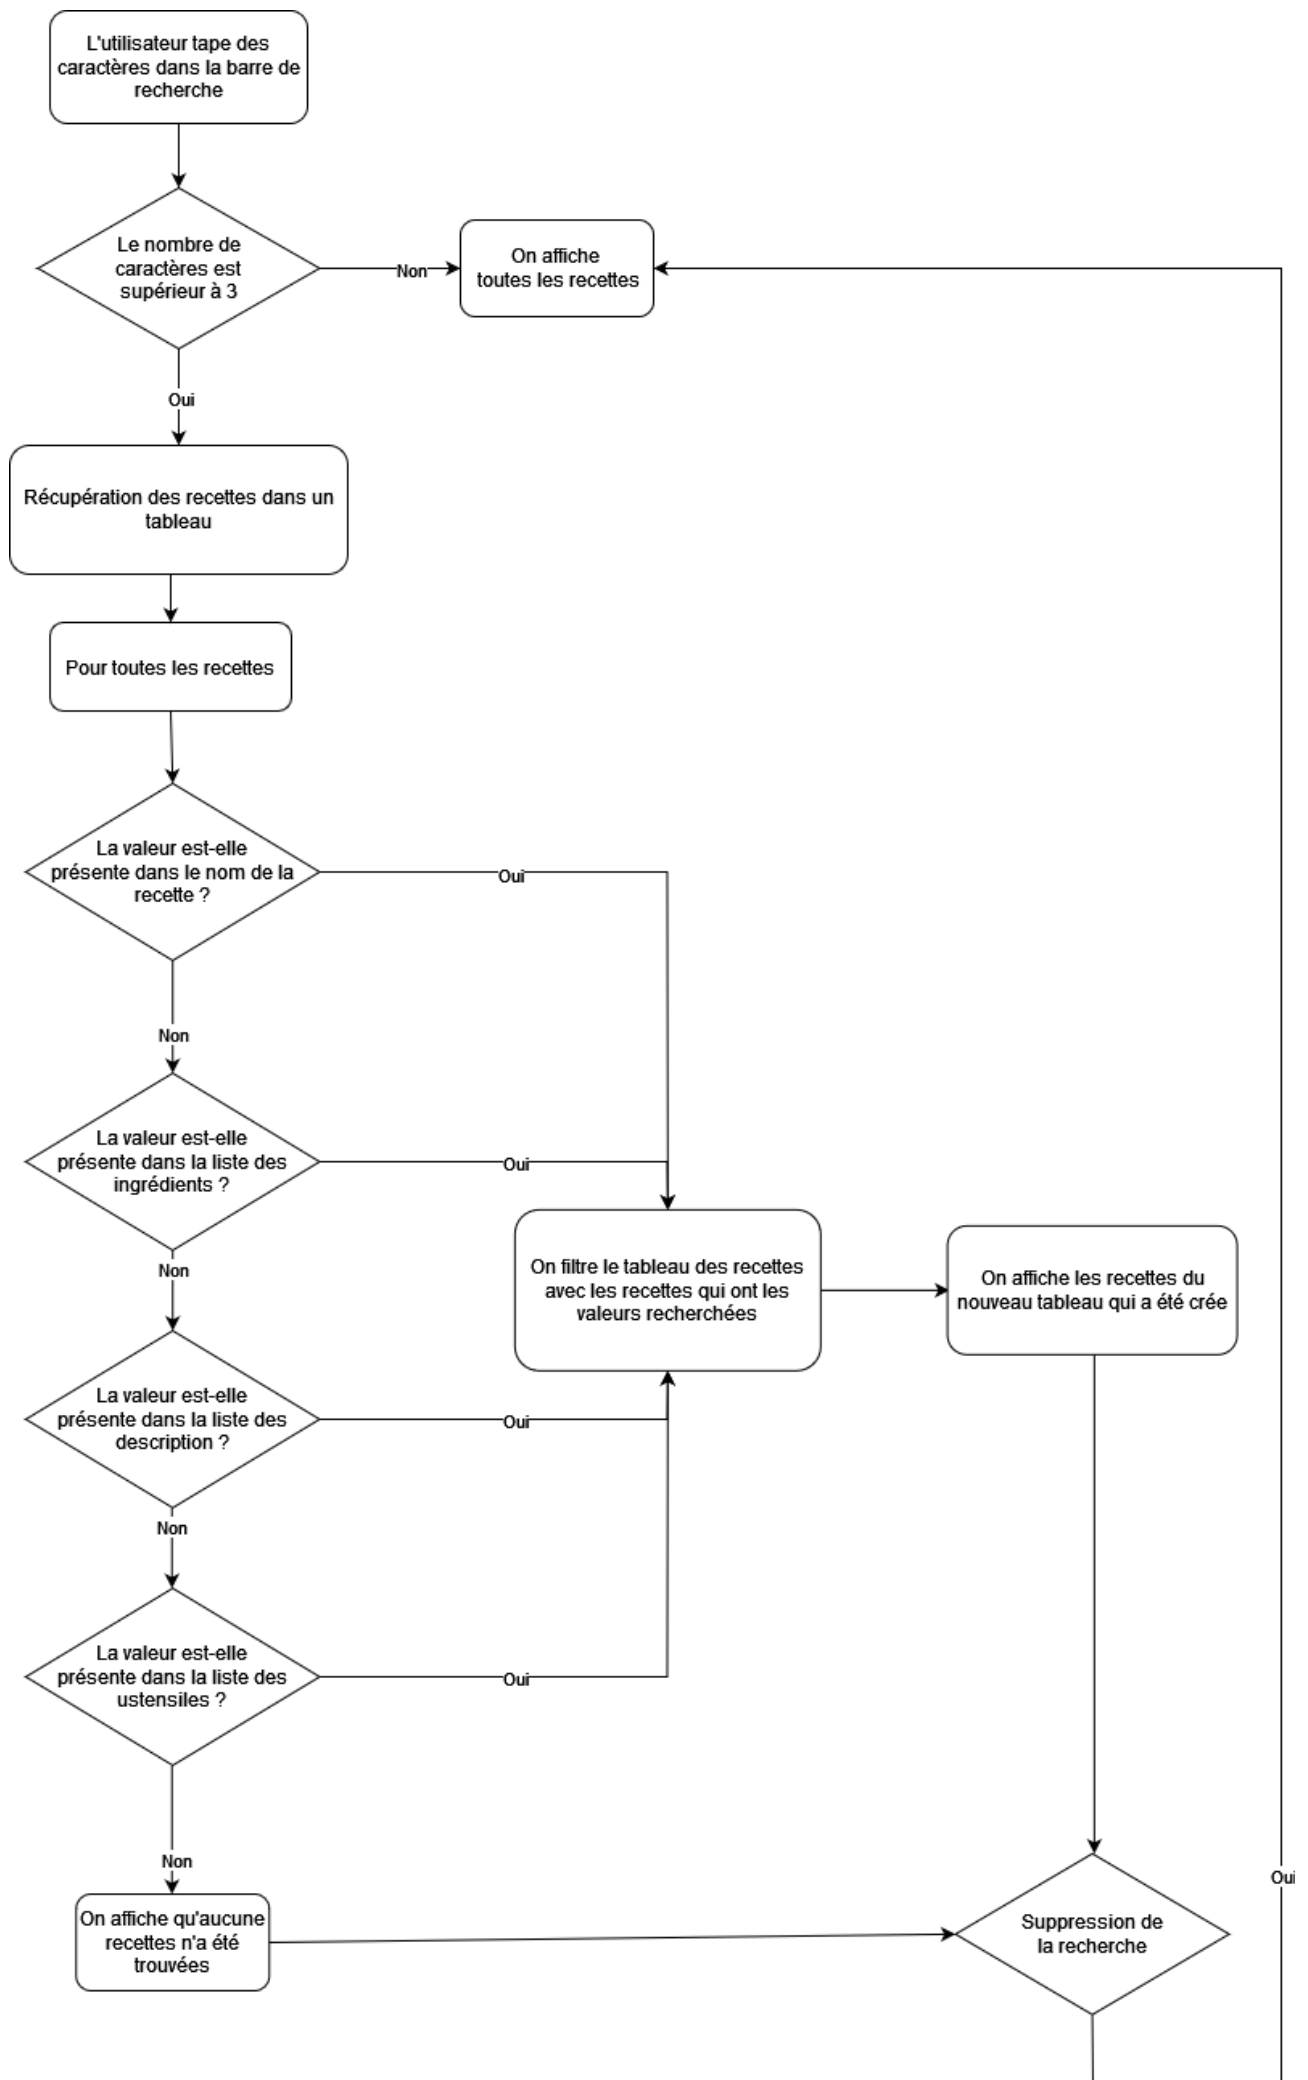 L'utilisateur tape des
caractères dans la barre de
recherche
Le nombre de
caractères est
supérieur à 3
Non
On affiche
toutes les recettes
Oui
Récupération des recettes dans un
tableau
Pour toutes les recettes
La valeur est-elle
présente dans le nom de la
recette ?
Oui
Non
La valeur est-elle
présente dans la liste des
ingrédients ?
Oui
On filtre le tableau des recettes
avec les recettes qui ont les
valeurs recherchées
On affiche les recettes du
nouveau tableau qui a été crée
Non
La valeur est-elle
présente dans la liste des
description ?
Oui
Non
La valeur est-elle
présente dans la liste des
ustensiles ?
Oui
Non
Oui
On affiche qu'aucune
recettes n'a été
trouvées
Suppression de
la recherche